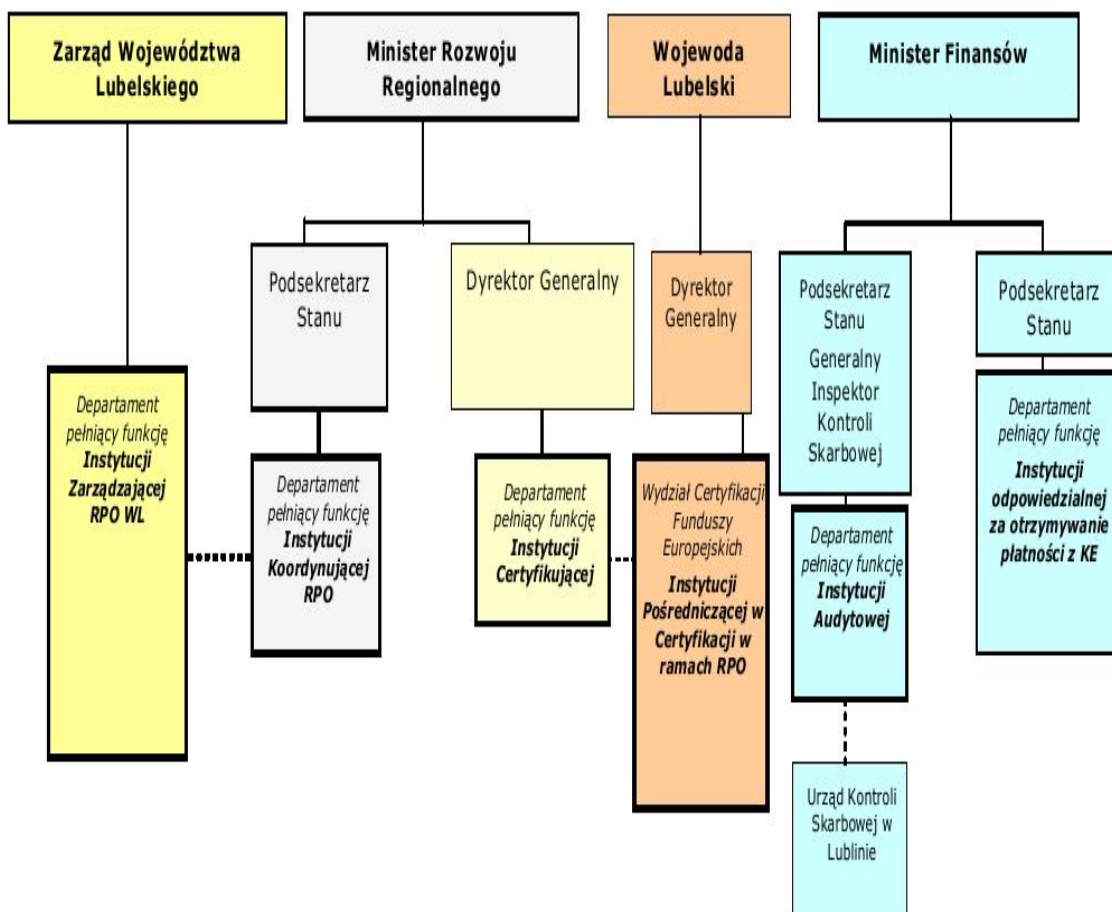 Zarząd Województwa
Lubelskiego
Minister Rozwoju
Regionalnego
Wojewoda
Lubelski
Minister Finansów
Podsekretarz
Stanu
Dyrektor Generalny
Dyrektor
Generalny
Podsekretarz
Stanu
Generalny
Inspektor
Kontroli
Skarbowej
Podsekretarz
Stanu
Departament
pełniący funkcję
Instytucji
Zarządzającej
RPO WL
Departament
pełniący funkcję
Instytucji
Koordynującej
RPO
Departament
pełniący funkcję
Instytucji
Certyfikującej
Wydział Certyfikacji
Funduszy
Europejskich
Instytucji
Pośredniczącej w
Certyfikacji w
ramach RPO
Departament
pełniący funkcję
Instytucji
Audytowej
Departament
pełniący funkcję
Instytucji
odpowiedzialnej
za otrzymywanie
płatności z KE
Urząd Kontroli
Skarbowej w
Lublinie